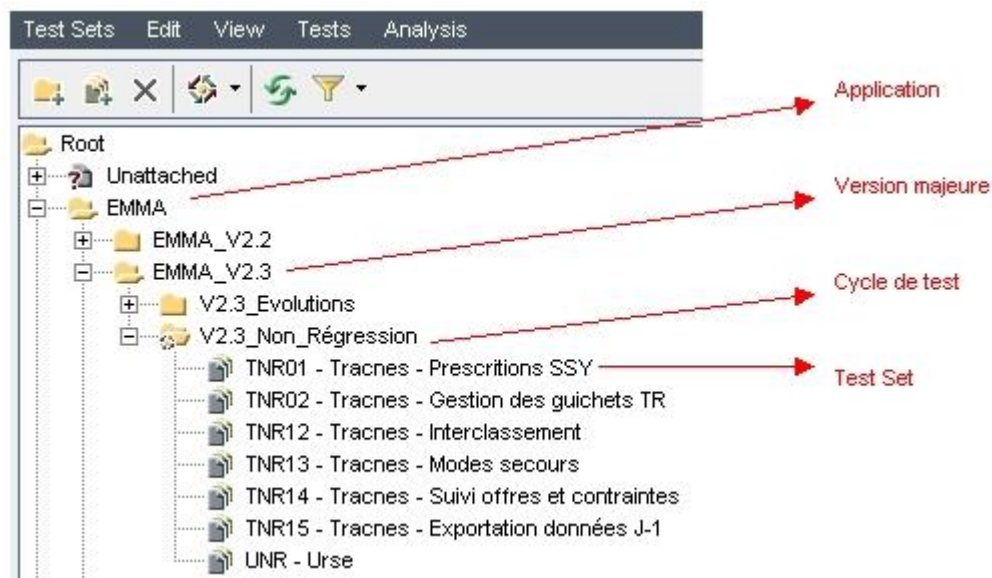 Test Sets Edit View Tests Analysis
Application
Root
Unattached
Version majeure
EMMA
EMMA_V2.2
EMMA_V2.3
Cycle de test
V2.3_Evolutions
V2.3_Non_Régression
TNR01 - Tracnes - Prescritions SSY
Test Set
TNR02 - Tracnes - Gestion des guichets TR
TNR12 - Tracnes - Interclassement
TNR13 - Tracnes - Modes secours
TNR14 - Tracnes - Suivi offres et contraintes
TNR15 - Tracnes - Exportation données J-1
UNR - Urse